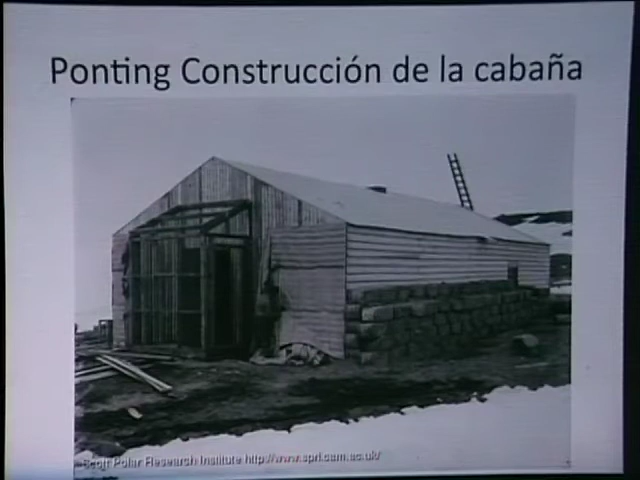 Ponting Construcción de la cabaña
Scott Polar Research Institute http://www.spri.cam.ac.uk/